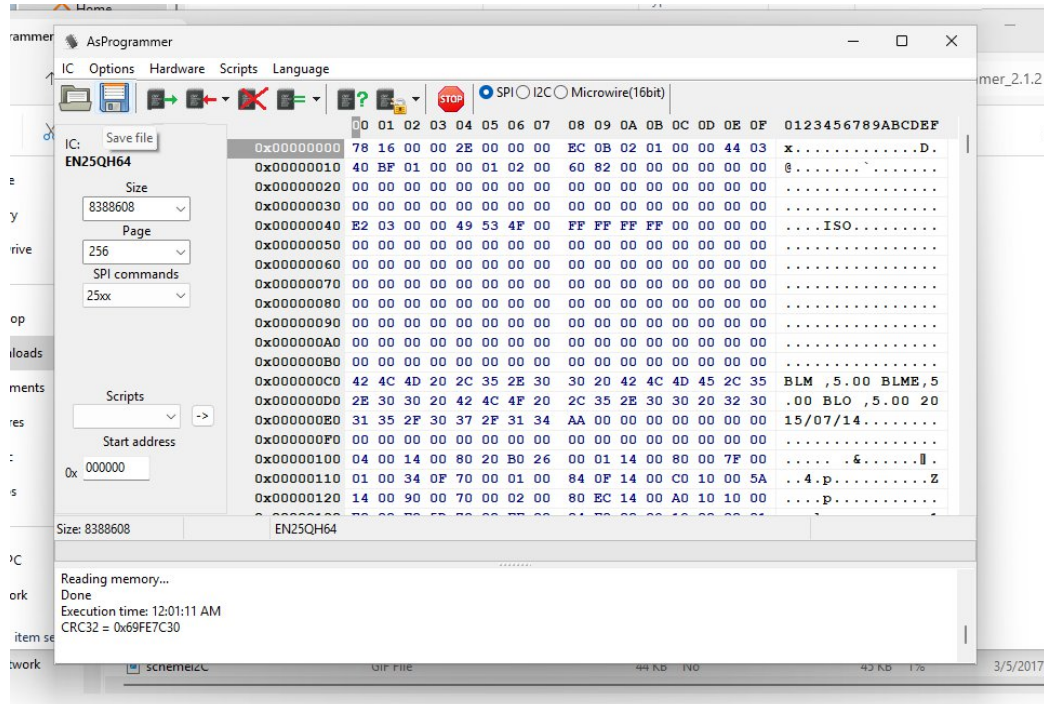 Home
rammer
AsProgrammer
IC Options Hardware Scripts Language
mer_2.1.2
STOP
SPI I2C Microwire(16bit)
Save file
IC:
EN25QH64
Size
8388608
Page
256
SPI commands
25xx
Scripts
->
Start address
0x 000000
00 01 02 03 04 05 06 07 08 09 0A 0B 0C 0D 0E 0F 0123456789ABCDEF
0x00000000 78 16 00 00 2E 00 00 00 EC 0B 02 01 00 00 44 03 x.............D.
0x00000010 40 BF 01 00 00 01 02 00 60 82 00 00 00 00 00 00 @.......`.......
0x00000020 00 00 00 00 00 00 00 00 00 00 00 00 00 00 00 00 ................
0x00000030 00 00 00 00 00 00 00 00 00 00 00 00 00 00 00 00 ................
0x00000040 E2 03 00 00 49 53 4F 00 FF FF FF FF 00 00 00 00 ....ISO.........
0x00000050 00 00 00 00 00 00 00 00 00 00 00 00 00 00 00 00 ................
0x00000060 00 00 00 00 00 00 00 00 00 00 00 00 00 00 00 00 ................
0x00000070 00 00 00 00 00 00 00 00 00 00 00 00 00 00 00 00 ................
0x00000080 00 00 00 00 00 00 00 00 00 00 00 00 00 00 00 00 ................
0x00000090 00 00 00 00 00 00 00 00 00 00 00 00 00 00 00 00 ................
0x000000A0 00 00 00 00 00 00 00 00 00 00 00 00 00 00 00 00 ................
0x000000B0 00 00 00 00 00 00 00 00 00 00 00 00 00 00 00 00 ................
0x000000C0 42 4C 4D 20 2C 35 2E 30 30 20 42 4C 4D 45 2C 35 BLM ,5.00 BLME,5
0x000000D0 2E 30 30 20 42 4C 4F 20 2C 35 2E 30 30 20 32 30 .00 BLO ,5.00 20
0x000000E0 31 35 2F 30 37 2F 31 34 AA 00 00 00 00 00 00 00 15/07/14........
0x000000F0 00 00 00 00 00 00 00 00 00 00 00 00 00 00 00 00 ................
0x00000100 04 00 14 00 80 20 B0 26 00 01 14 00 80 00 7F 00 ..... .&......▯.
0x00000110 01 00 34 0F 70 00 01 00 84 0F 14 00 C0 10 00 5A ..4.p..........Z
0x00000120 14 00 90 00 70 00 02 00 80 EC 14 00 A0 10 10 00 ....p...........
Size: 8388608 EN25QH64
Reading memory...
Done
Execution time: 12:01:11 AM
CRC32 = 0x69FE7C30
rive
op
loads
ments
res
PC
ork
item se
twork
schemeI2C GIF File 44 KB No 45 KB 1% 3/5/2017